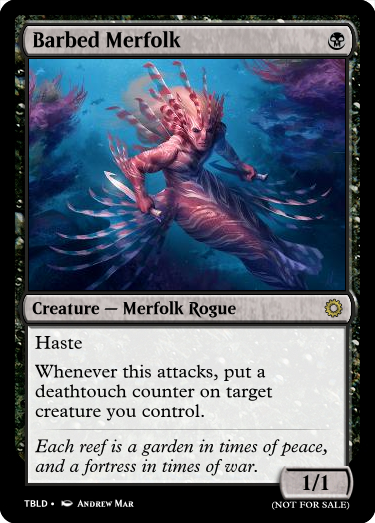 Barbed Merfolk
Creature — Merfolk Rogue
Haste
Whenever this attacks, put a
deathtouch counter on target
creature you control.
Each reef is a garden in times of peace,
and a fortress in times of war.
1/1
TBLD • Andrew Mar
(NOT FOR SALE)